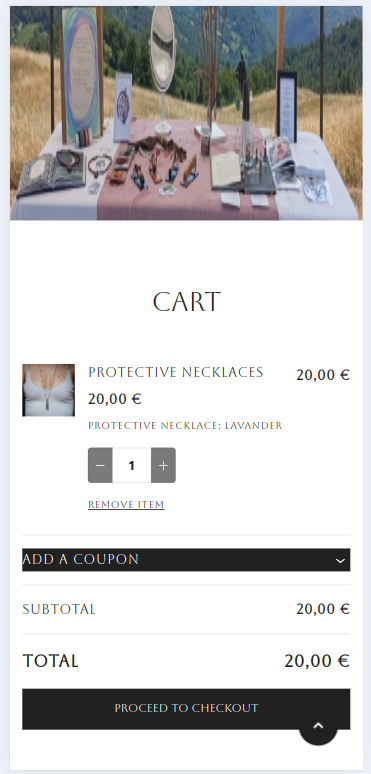 CART
PROTECTIVE NECKLACES
20,00 €
20,00 €
PROTECTIVE NECKLACE: LAVANDER
− 1 +
REMOVE ITEM
ADD A COUPON
SUBTOTAL 20,00 €
TOTAL 20,00 €
PROCEED TO CHECKOUT